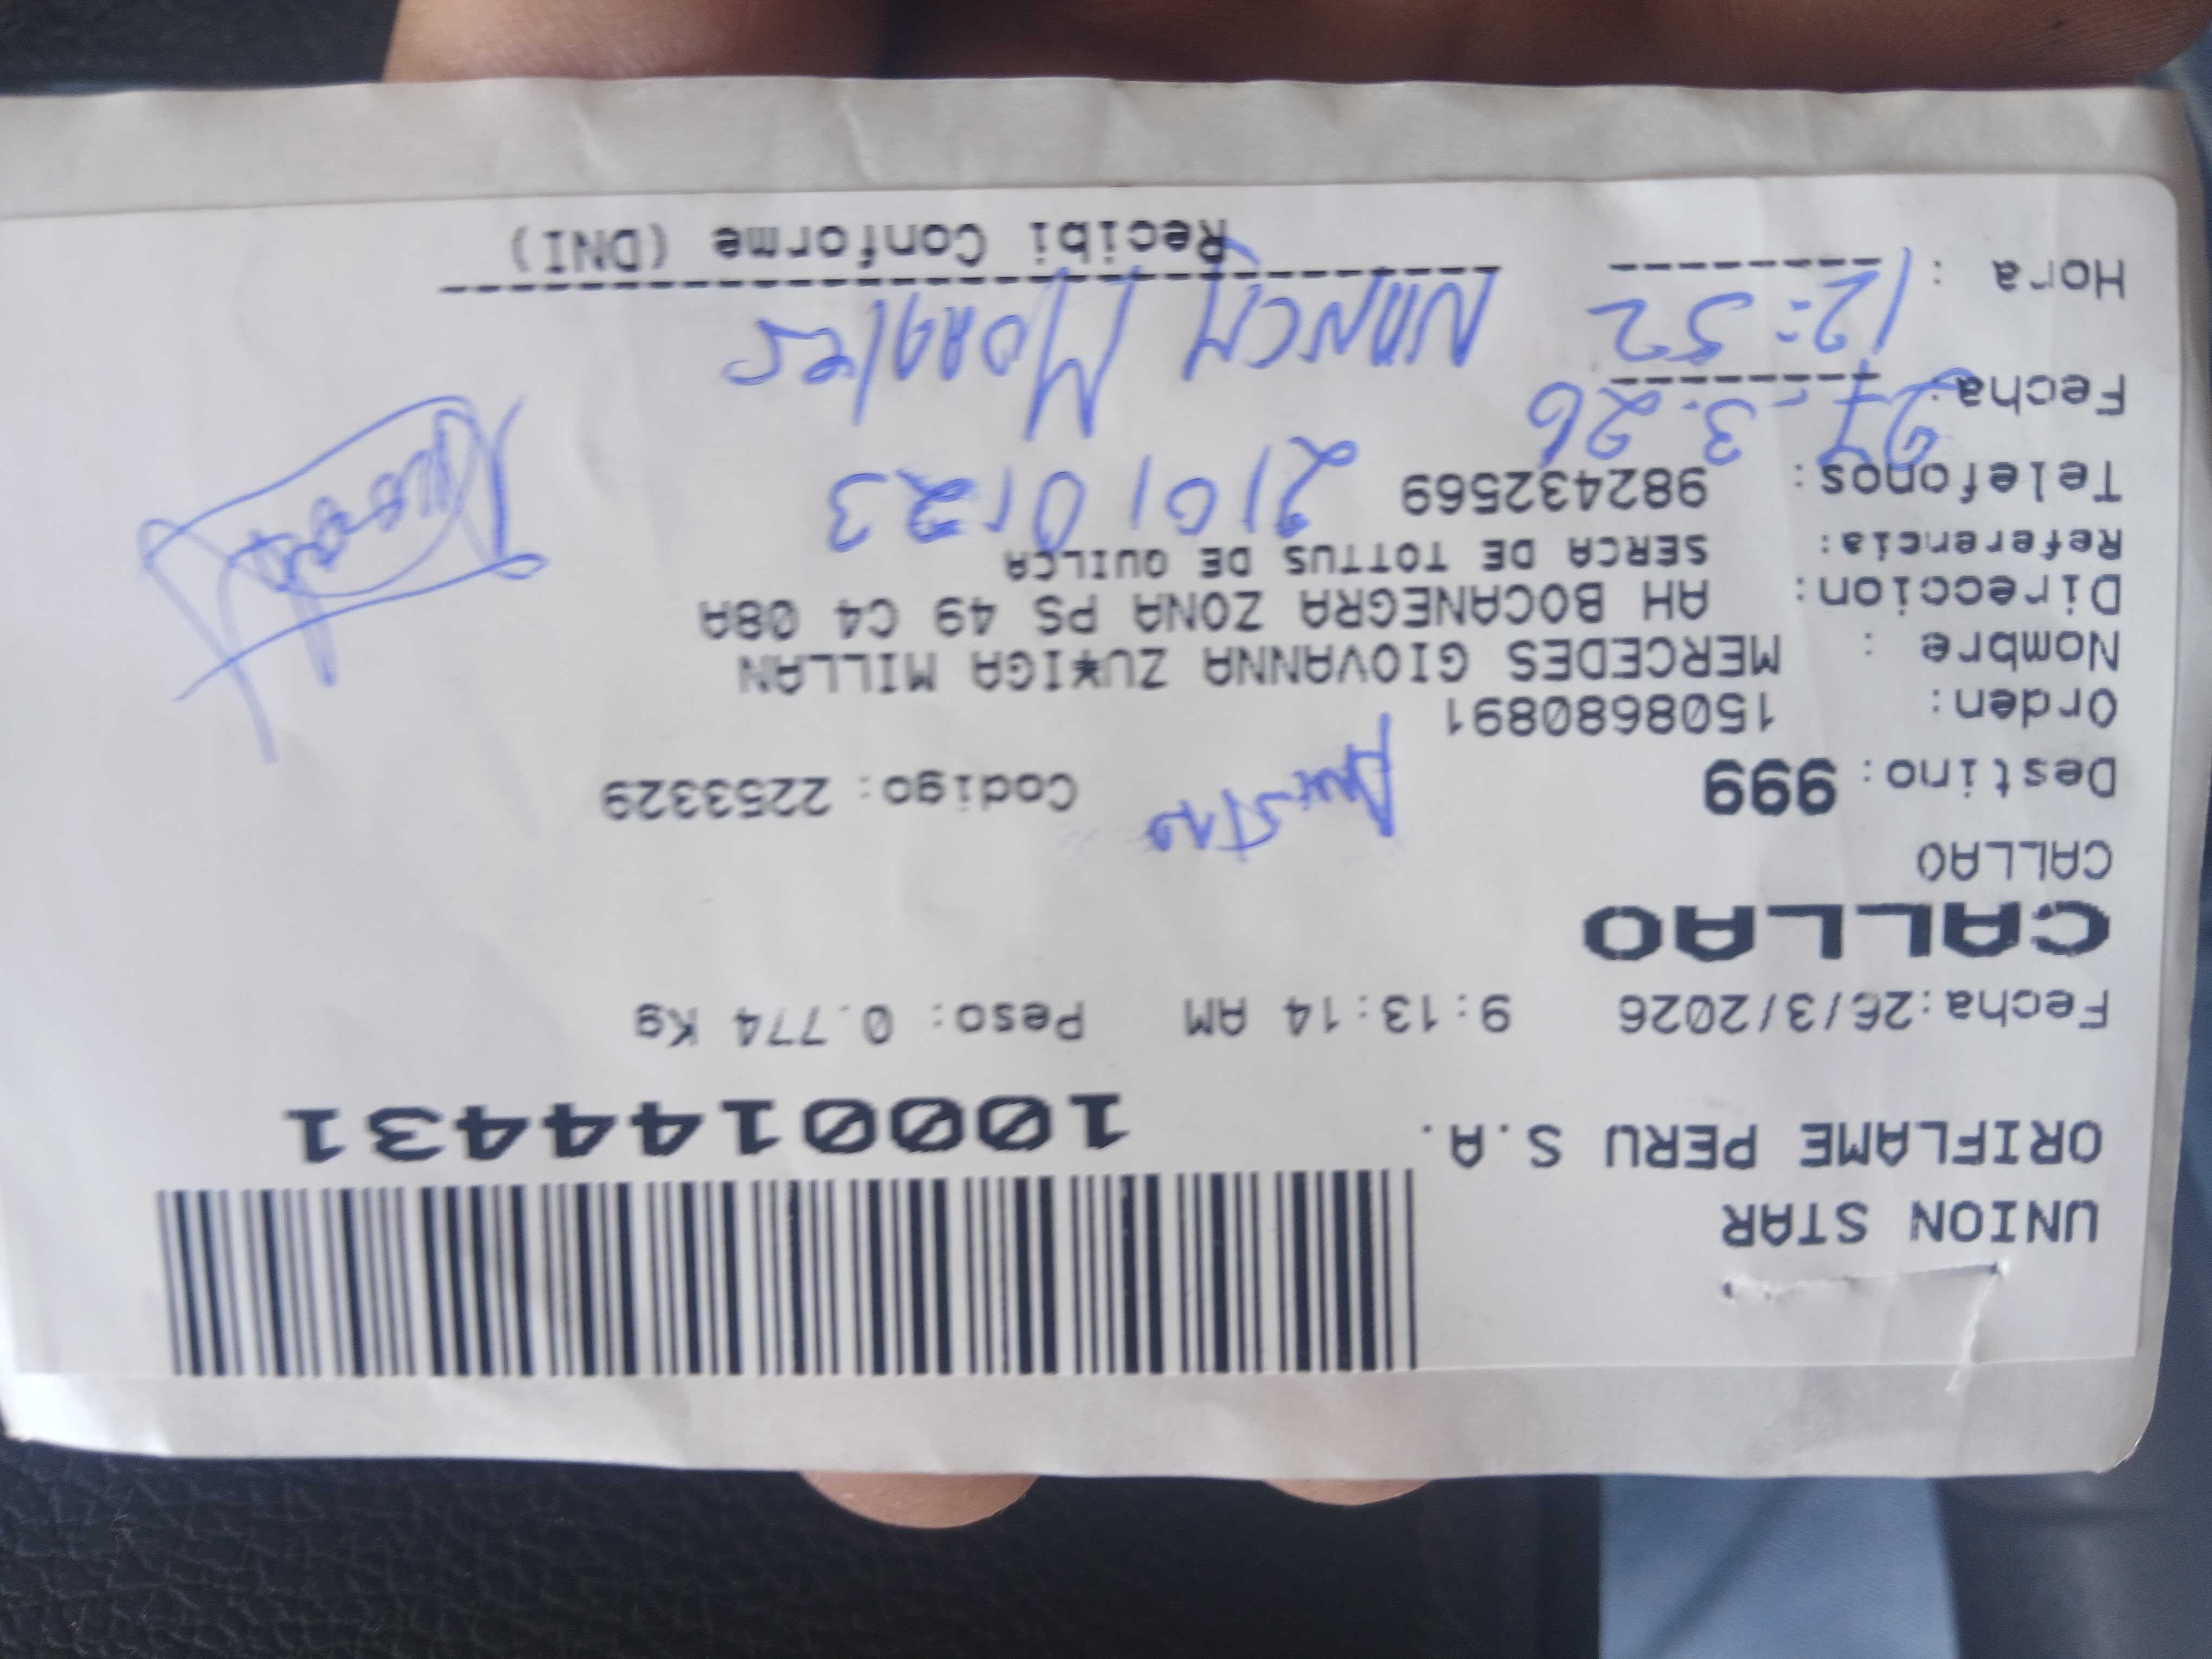 UNION STAR
ORIFLAME PERU S.A.
1000144431
Fecha:26/3/2026 9:13:14 AM Peso: 0.774 Kg
CALLAO
CALLAO
Destino: 999 Codigo: 2253329
Orden: 1508680891
Nombre : MERCEDES GIOVANNA ZU¥IGA MILLAN
Direccion: AH BOCANEGRA ZONA PS 49 C4 08A
Referencia: SERCA DE TOTTUS DE QUILCA
Telefonos: 982432569
Fecha: 27-3-26
Hora : 12:52 NANCY MORALES
Recibi Conforme (DNI)